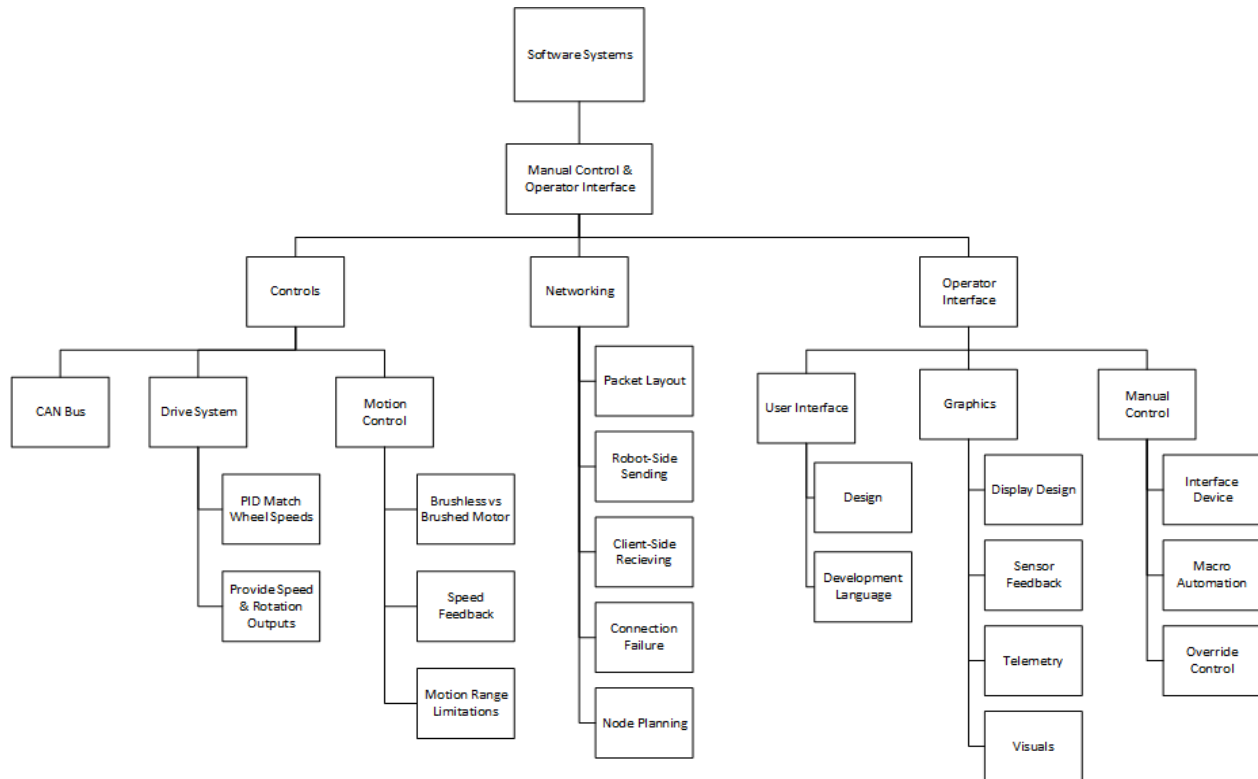 Software Systems
Manual Control &
Operator Interface
Controls
Networking
Operator
Interface
CAN Bus
Drive System
Motion
Control
PID Match
Wheel Speeds
Provide Speed
& Rotation
Outputs
Brushless vs
Brushed Motor
Speed
Feedback
Motion Range
Limitations
Packet Layout
Robot-Side
Sending
Client-Side
Recieving
Connection
Failure
Node Planning
User Interface
Graphics
Manual
Control
Design
Development
Language
Display Design
Sensor
Feedback
Telemetry
Visuals
Interface
Device
Macro
Automation
Override
Control